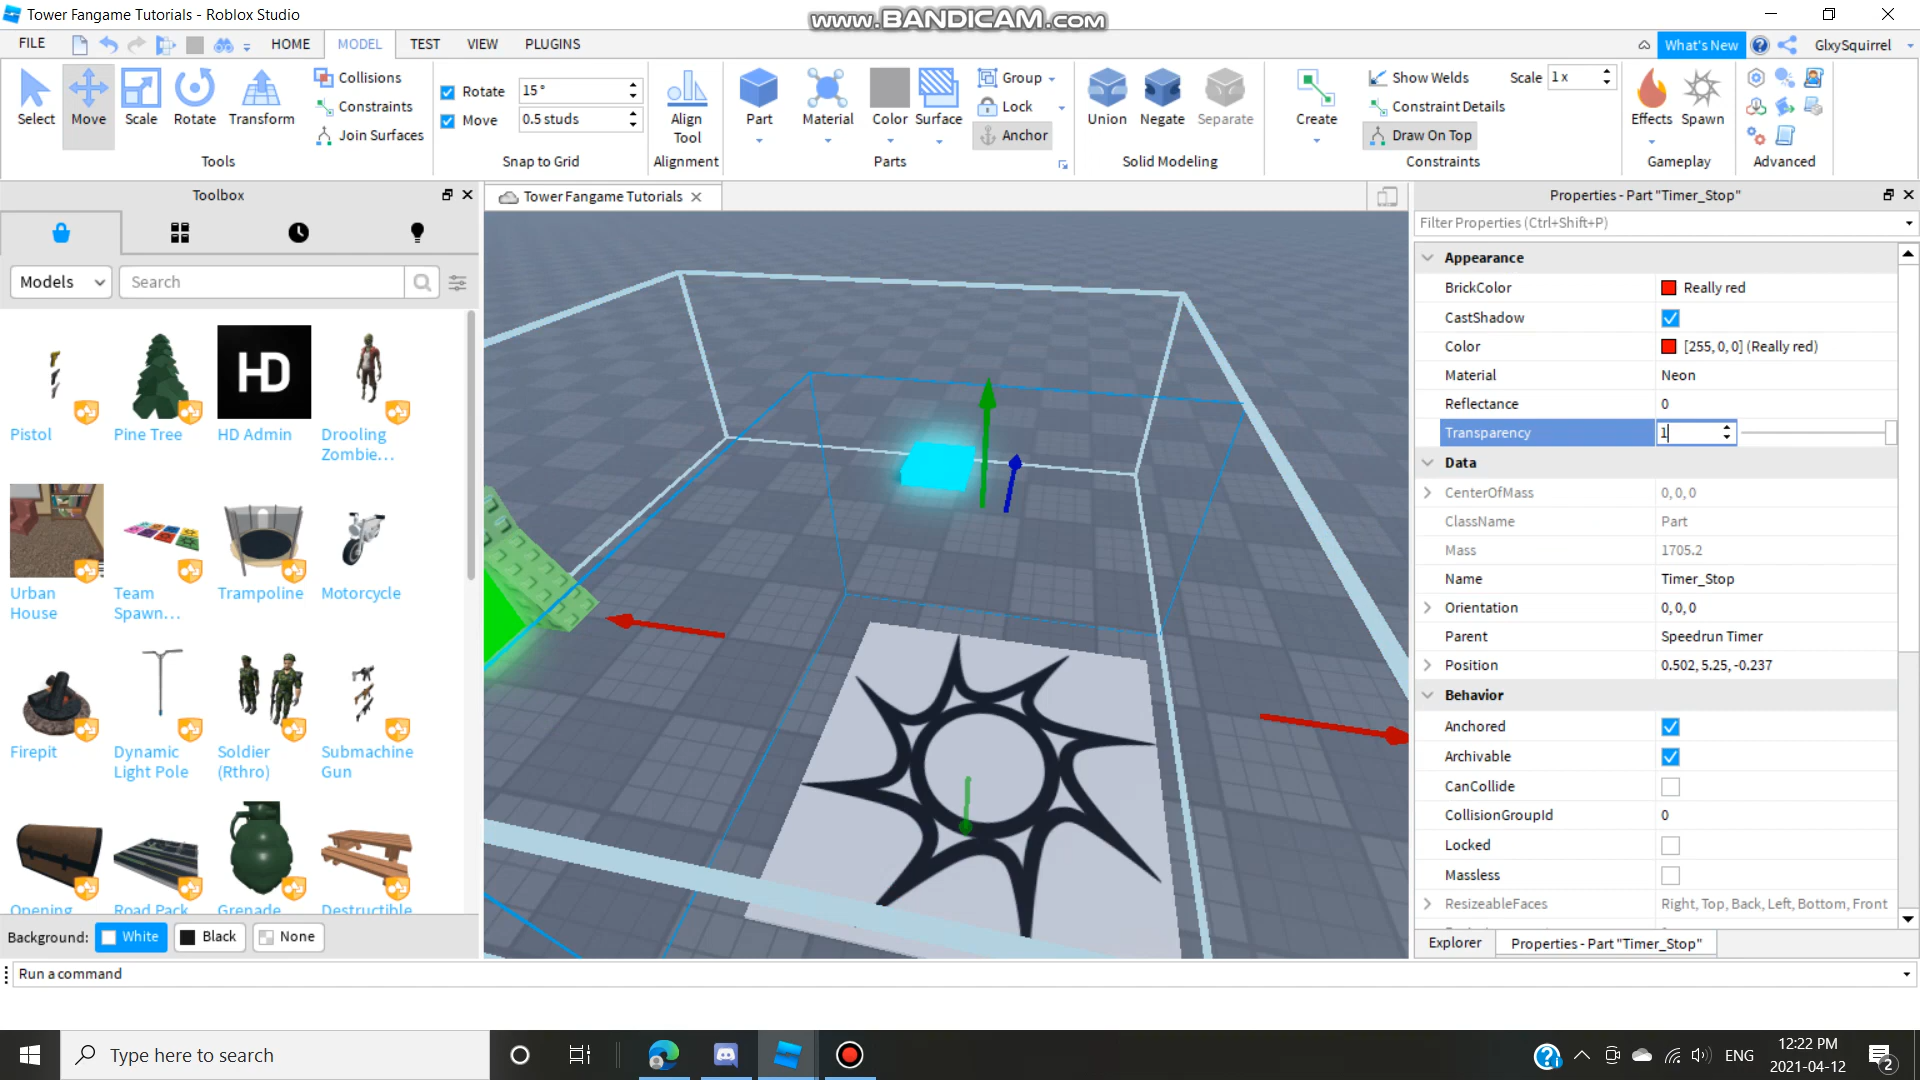 Tower Fangame Tutorials - Roblox Studio
www.BANDICAM.com
FILE HOME MODEL TEST VIEW PLUGINS What's New GlxySquirrel
Select Move Scale Rotate Transform
Collisions
Constraints
Join Surfaces
Tools
Rotate 15°
Move 0.5 studs
Snap to Grid
Align Tool
Alignment
Part Material Color Surface
Group
Lock
Anchor
Parts
Union Negate Separate
Solid Modeling
Create
Show Welds Scale 1 x
Constraint Details
Draw On Top
Constraints
Effects Spawn
Gameplay
Advanced
Toolbox
Models Search
HD
Pistol Pine Tree HD Admin Drooling Zombie...
Urban House Team Spawn... Trampoline Motorcycle
Firepit Dynamic Light Pole Soldier (Rthro) Submachine Gun
Opening Road Pack Grenade Destructible
Background: White Black None
Tower Fangame Tutorials
Properties - Part "Timer_Stop"
Filter Properties (Ctrl+Shift+P)
Appearance
BrickColor Really red
CastShadow
Color [255, 0, 0] (Really red)
Material Neon
Reflectance 0
Transparency 1
Data
CenterOfMass 0, 0, 0
ClassName Part
Mass 1705.2
Name Timer_Stop
Orientation 0, 0, 0
Parent Speedrun Timer
Position 0.502, 5.25, -0.237
Behavior
Anchored
Archivable
CanCollide
CollisionGroupId 0
Locked
Massless
ResizeableFaces Right, Top, Back, Left, Bottom, Front
Explorer Properties - Part "Timer_Stop"
Run a command
Type here to search
ENG
12:22 PM
2021-04-12
2